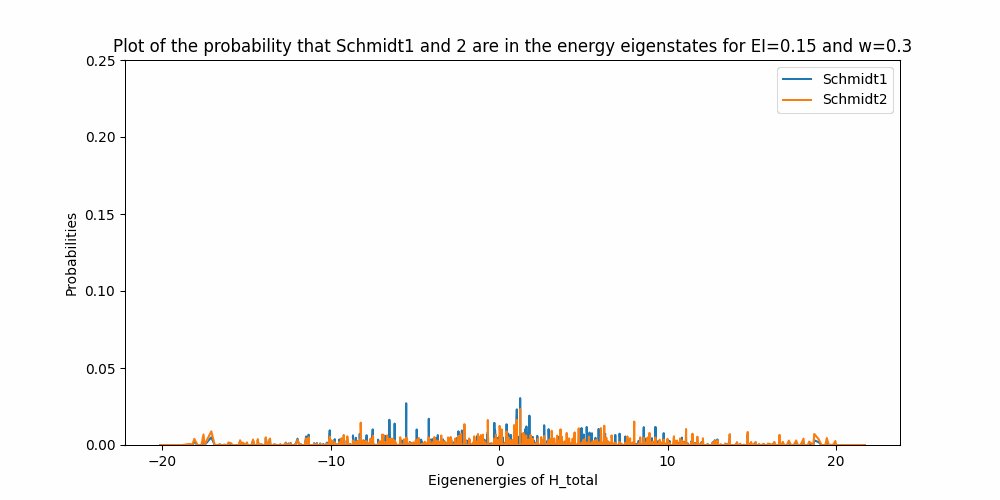 Plot of the probability that Schmidt1 and 2 are in the energy eigenstates for EI=0.15 and w=0.3
0.25
0.20
0.15
0.10
0.05
0.00
Probabilities
Schmidt1
Schmidt2
−20
−10
0
10
20
Eigenenergies of H_total